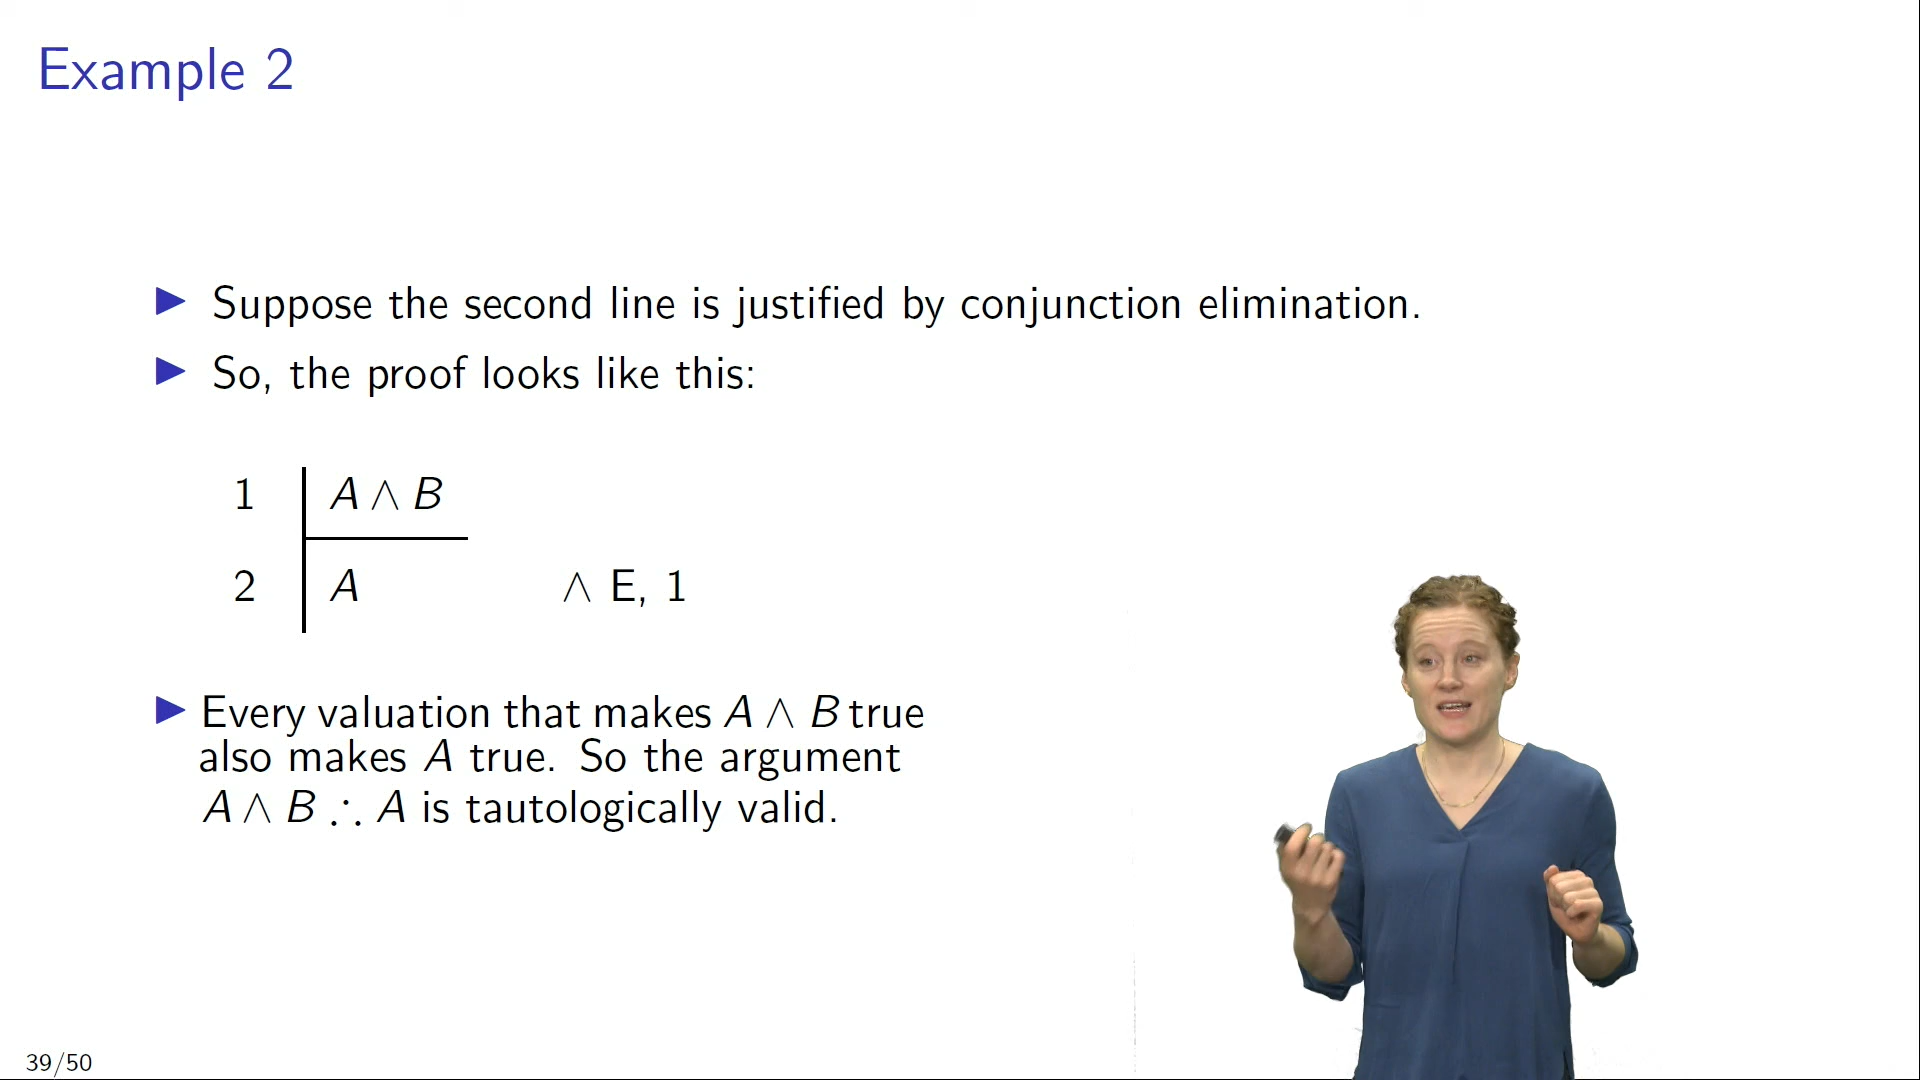 Example 2
▶ Suppose the second line is justified by conjunction elimination.
▶ So, the proof looks like this:
1 A ∧ B
2 A ∧ E, 1
▶ Every valuation that makes A ∧ B true
also makes A true. So the argument
A ∧ B ∴ A is tautologically valid.
39/50